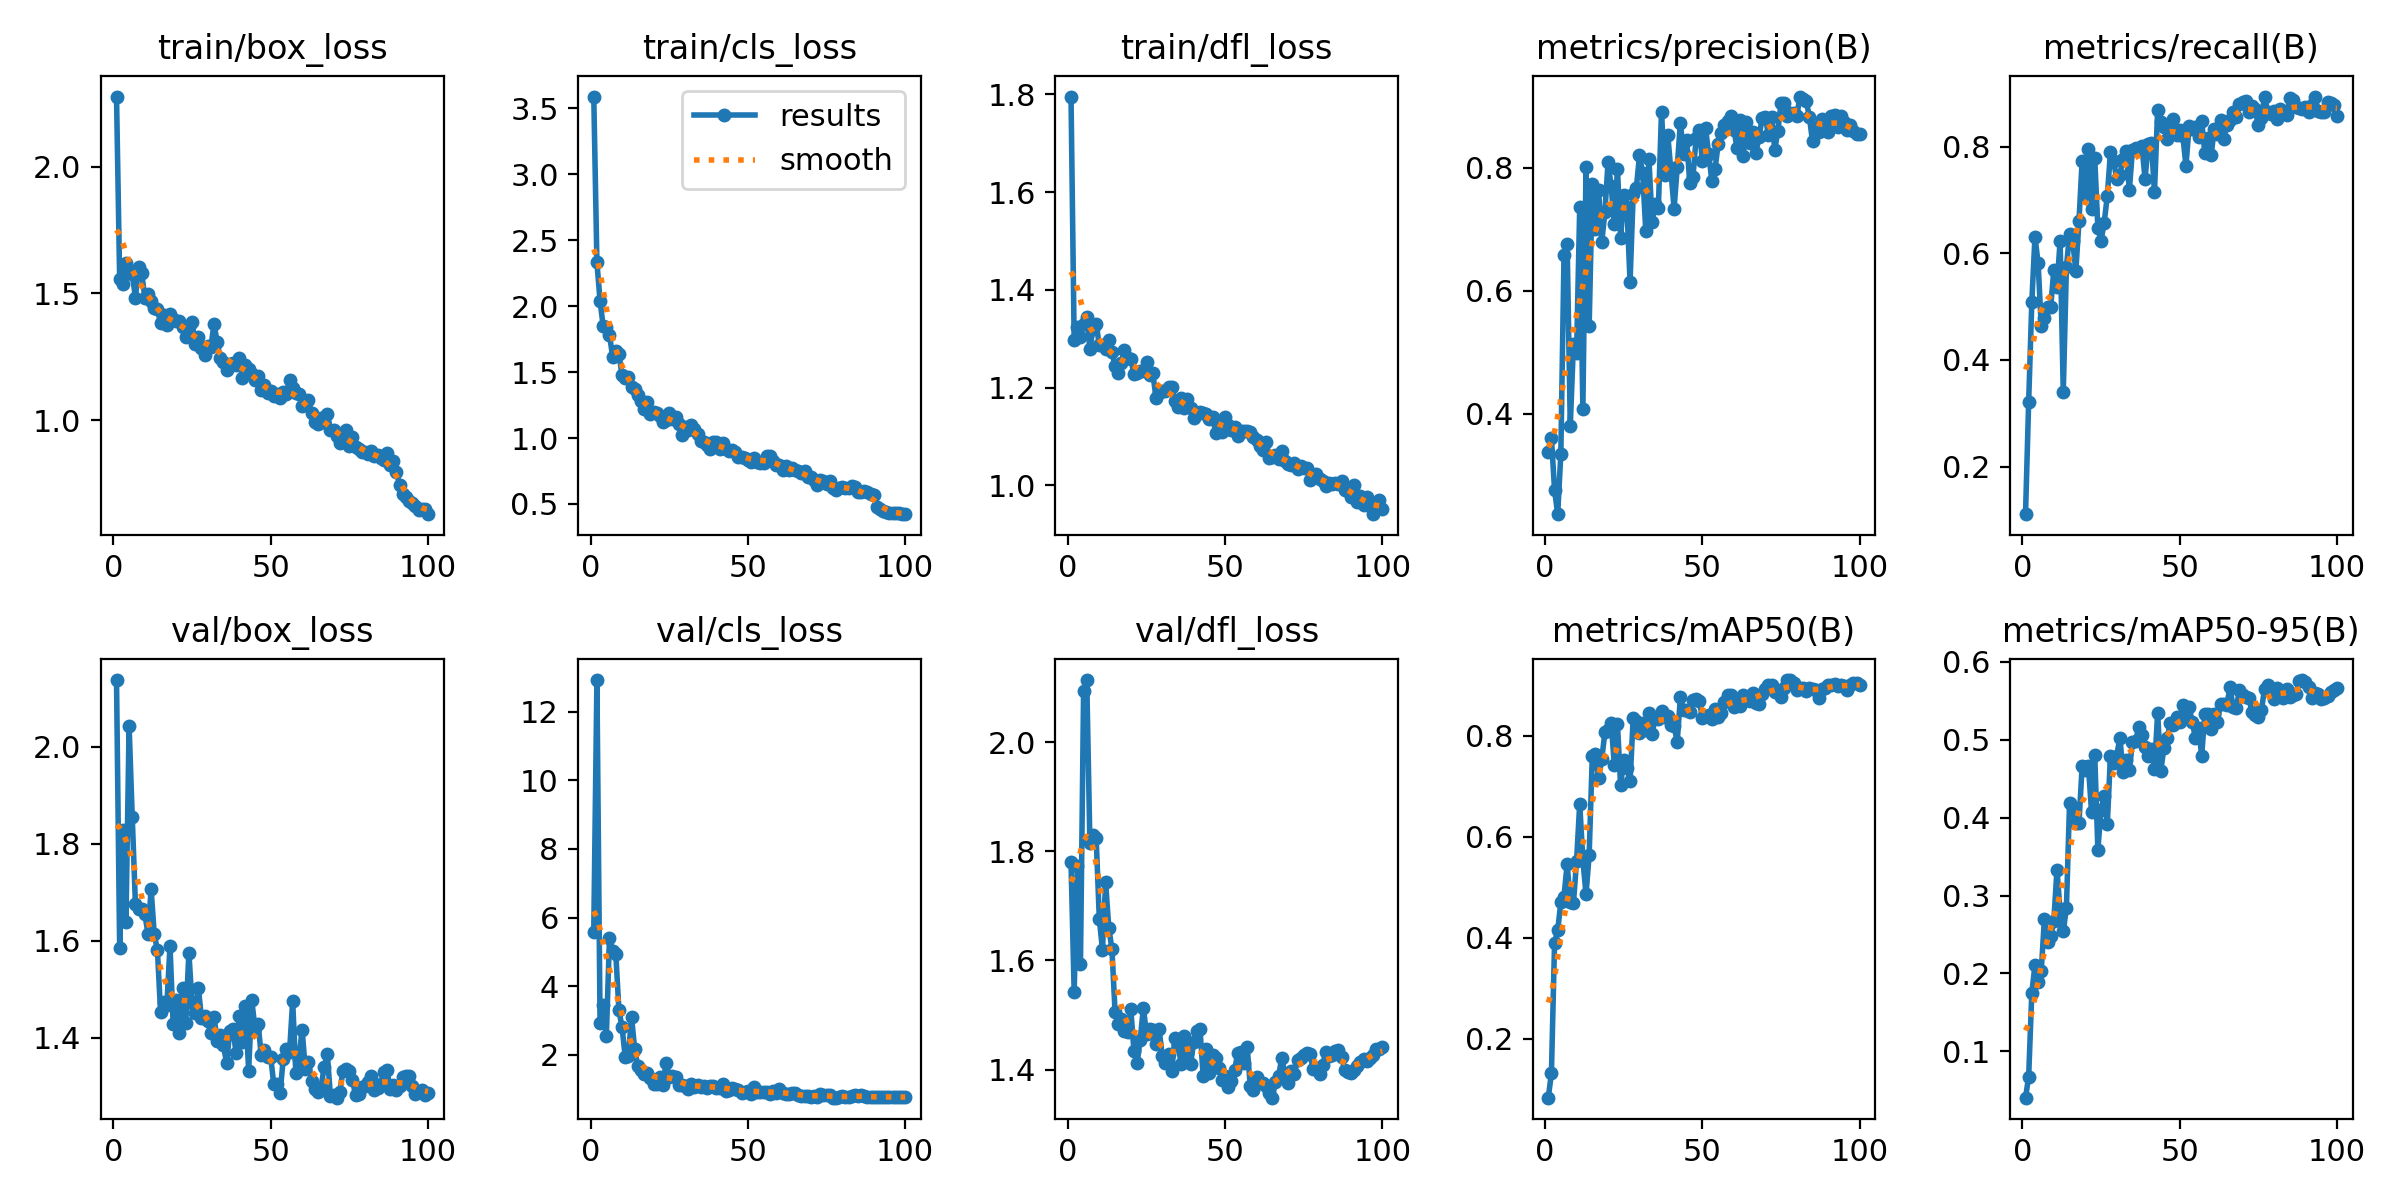 train/box_loss
2.0
1.5
1.0
0 50 100
train/cls_loss
results
smooth
3.5
3.0
2.5
2.0
1.5
1.0
0.5
0 50 100
train/dfl_loss
1.8
1.6
1.4
1.2
1.0
0 50 100
metrics/precision(B)
0.8
0.6
0.4
0 50 100
metrics/recall(B)
0.8
0.6
0.4
0.2
0 50 100
val/box_loss
2.0
1.8
1.6
1.4
0 50 100
val/cls_loss
12
10
8
6
4
2
0 50 100
val/dfl_loss
2.0
1.8
1.6
1.4
0 50 100
metrics/mAP50(B)
0.8
0.6
0.4
0.2
0 50 100
metrics/mAP50-95(B)
0.6
0.5
0.4
0.3
0.2
0.1
0 50 100